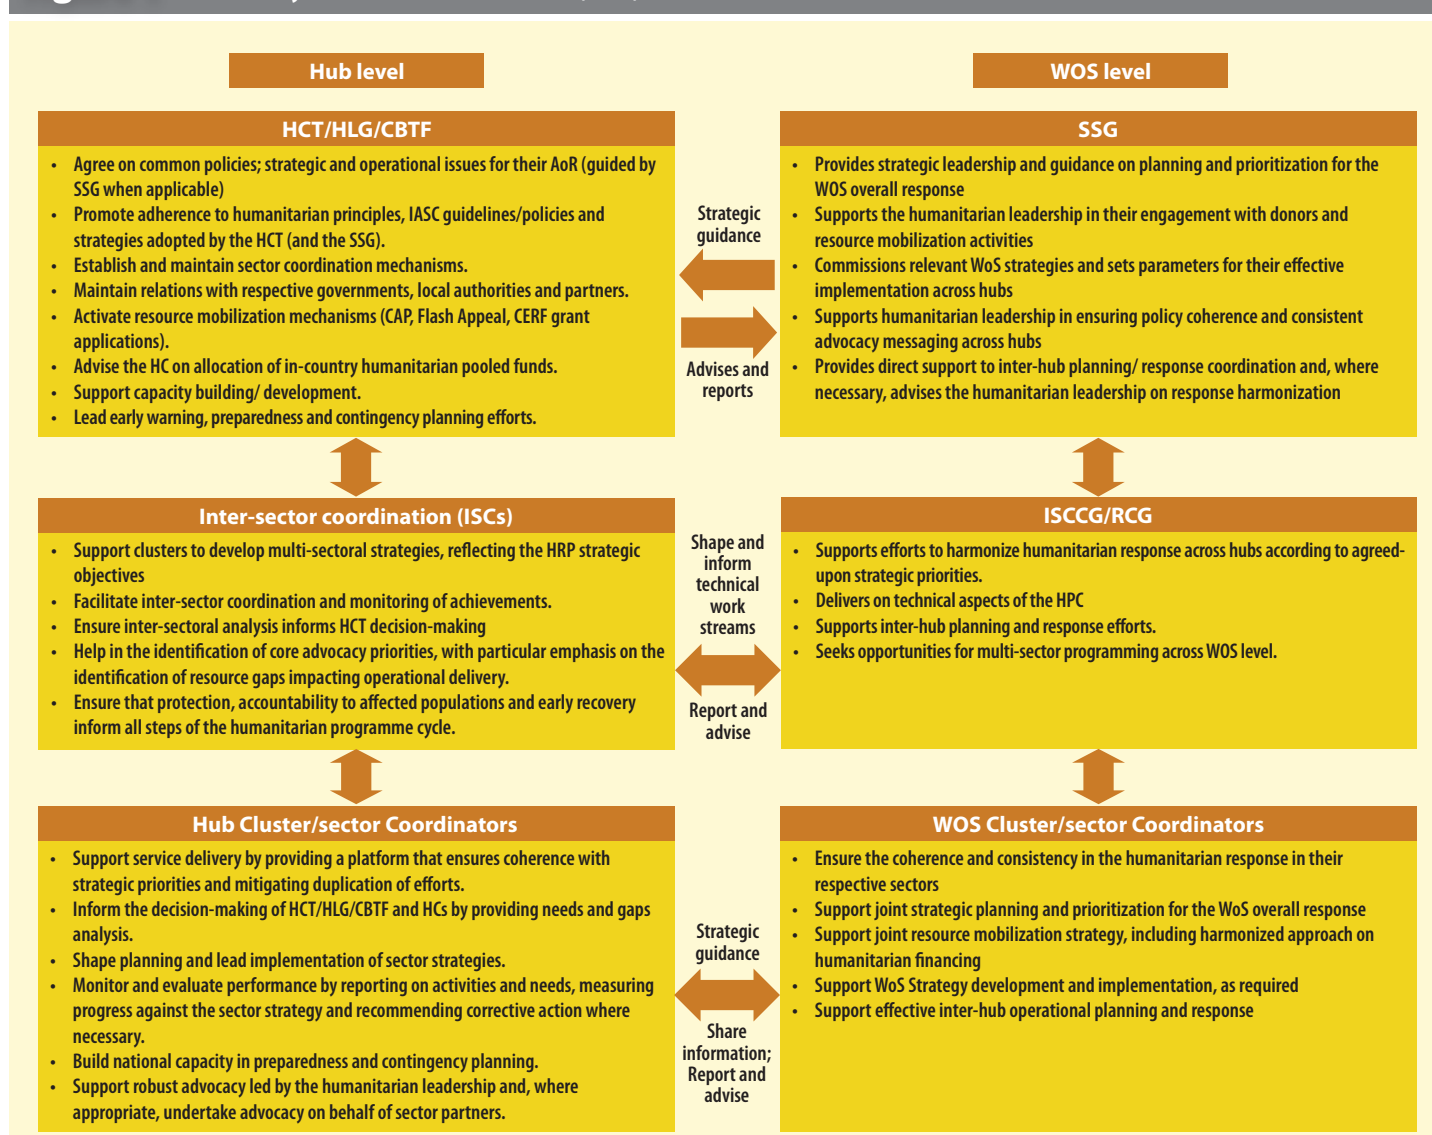 Hub level
HCT/HLG/CBTF
• Agree on common policies; strategic and operational issues for their AoR (guided by
SSG when applicable)
• Promote adherence to humanitarian principles, IASC guidelines/policies and
strategies adopted by the HCT (and the SSG).
• Establish and maintain sector coordination mechanisms.
• Maintain relations with respective governments, local authorities and partners.
• Activate resource mobilization mechanisms (CAP, Flash Appeal, CERF grant
applications).
• Advise the HC on allocation of in-country humanitarian pooled funds.
• Support capacity building/ development.
• Lead early warning, preparedness and contingency planning efforts.
Strategic
guidance
Advises and
reports
WOS level
SSG
• Provides strategic leadership and guidance on planning and prioritization for the
WOS overall response
• Supports the humanitarian leadership in their engagement with donors and
resource mobilization activities
• Commissions relevant WoS strategies and sets parameters for their effective
implementation across hubs
• Supports humanitarian leadership in ensuring policy coherence and consistent
advocacy messaging across hubs
• Provides direct support to inter-hub planning/ response coordination and, where
necessary, advises the humanitarian leadership on response harmonization
Inter-sector coordination (ISCs)
• Support clusters to develop multi-sectoral strategies, reflecting the HRP strategic
objectives
• Facilitate inter-sector coordination and monitoring of achievements.
• Ensure inter-sectoral analysis informs HCT decision-making
• Help in the identification of core advocacy priorities, with particular emphasis on the
identification of resource gaps impacting operational delivery.
• Ensure that protection, accountability to affected populations and early recovery
inform all steps of the humanitarian programme cycle.
Shape and
inform
technical
work
streams
Report and
advise
ISCCG/RCG
• Supports efforts to harmonize humanitarian response across hubs according to agreed-
upon strategic priorities.
• Delivers on technical aspects of the HPC
• Supports inter-hub planning and response efforts.
• Seeks opportunities for multi-sector programming across WOS level.
Hub Cluster/sector Coordinators
• Support service delivery by providing a platform that ensures coherence with
strategic priorities and mitigating duplication of efforts.
• Inform the decision-making of HCT/HLG/CBTF and HCs by providing needs and gaps
analysis.
• Shape planning and lead implementation of sector strategies.
• Monitor and evaluate performance by reporting on activities and needs, measuring
progress against the sector strategy and recommending corrective action where
necessary.
• Build national capacity in preparedness and contingency planning.
• Support robust advocacy led by the humanitarian leadership and, where
appropriate, undertake advocacy on behalf of sector partners.
Strategic
guidance
Share
information;
Report and
advise
WOS Cluster/sector Coordinators
• Ensure the coherence and consistency in the humanitarian response in their
respective sectors
• Support joint strategic planning and prioritization for the WoS overall response
• Support joint resource mobilization strategy, including harmonized approach on
humanitarian financing
• Support WoS Strategy development and implementation, as required
• Support effective inter-hub operational planning and response